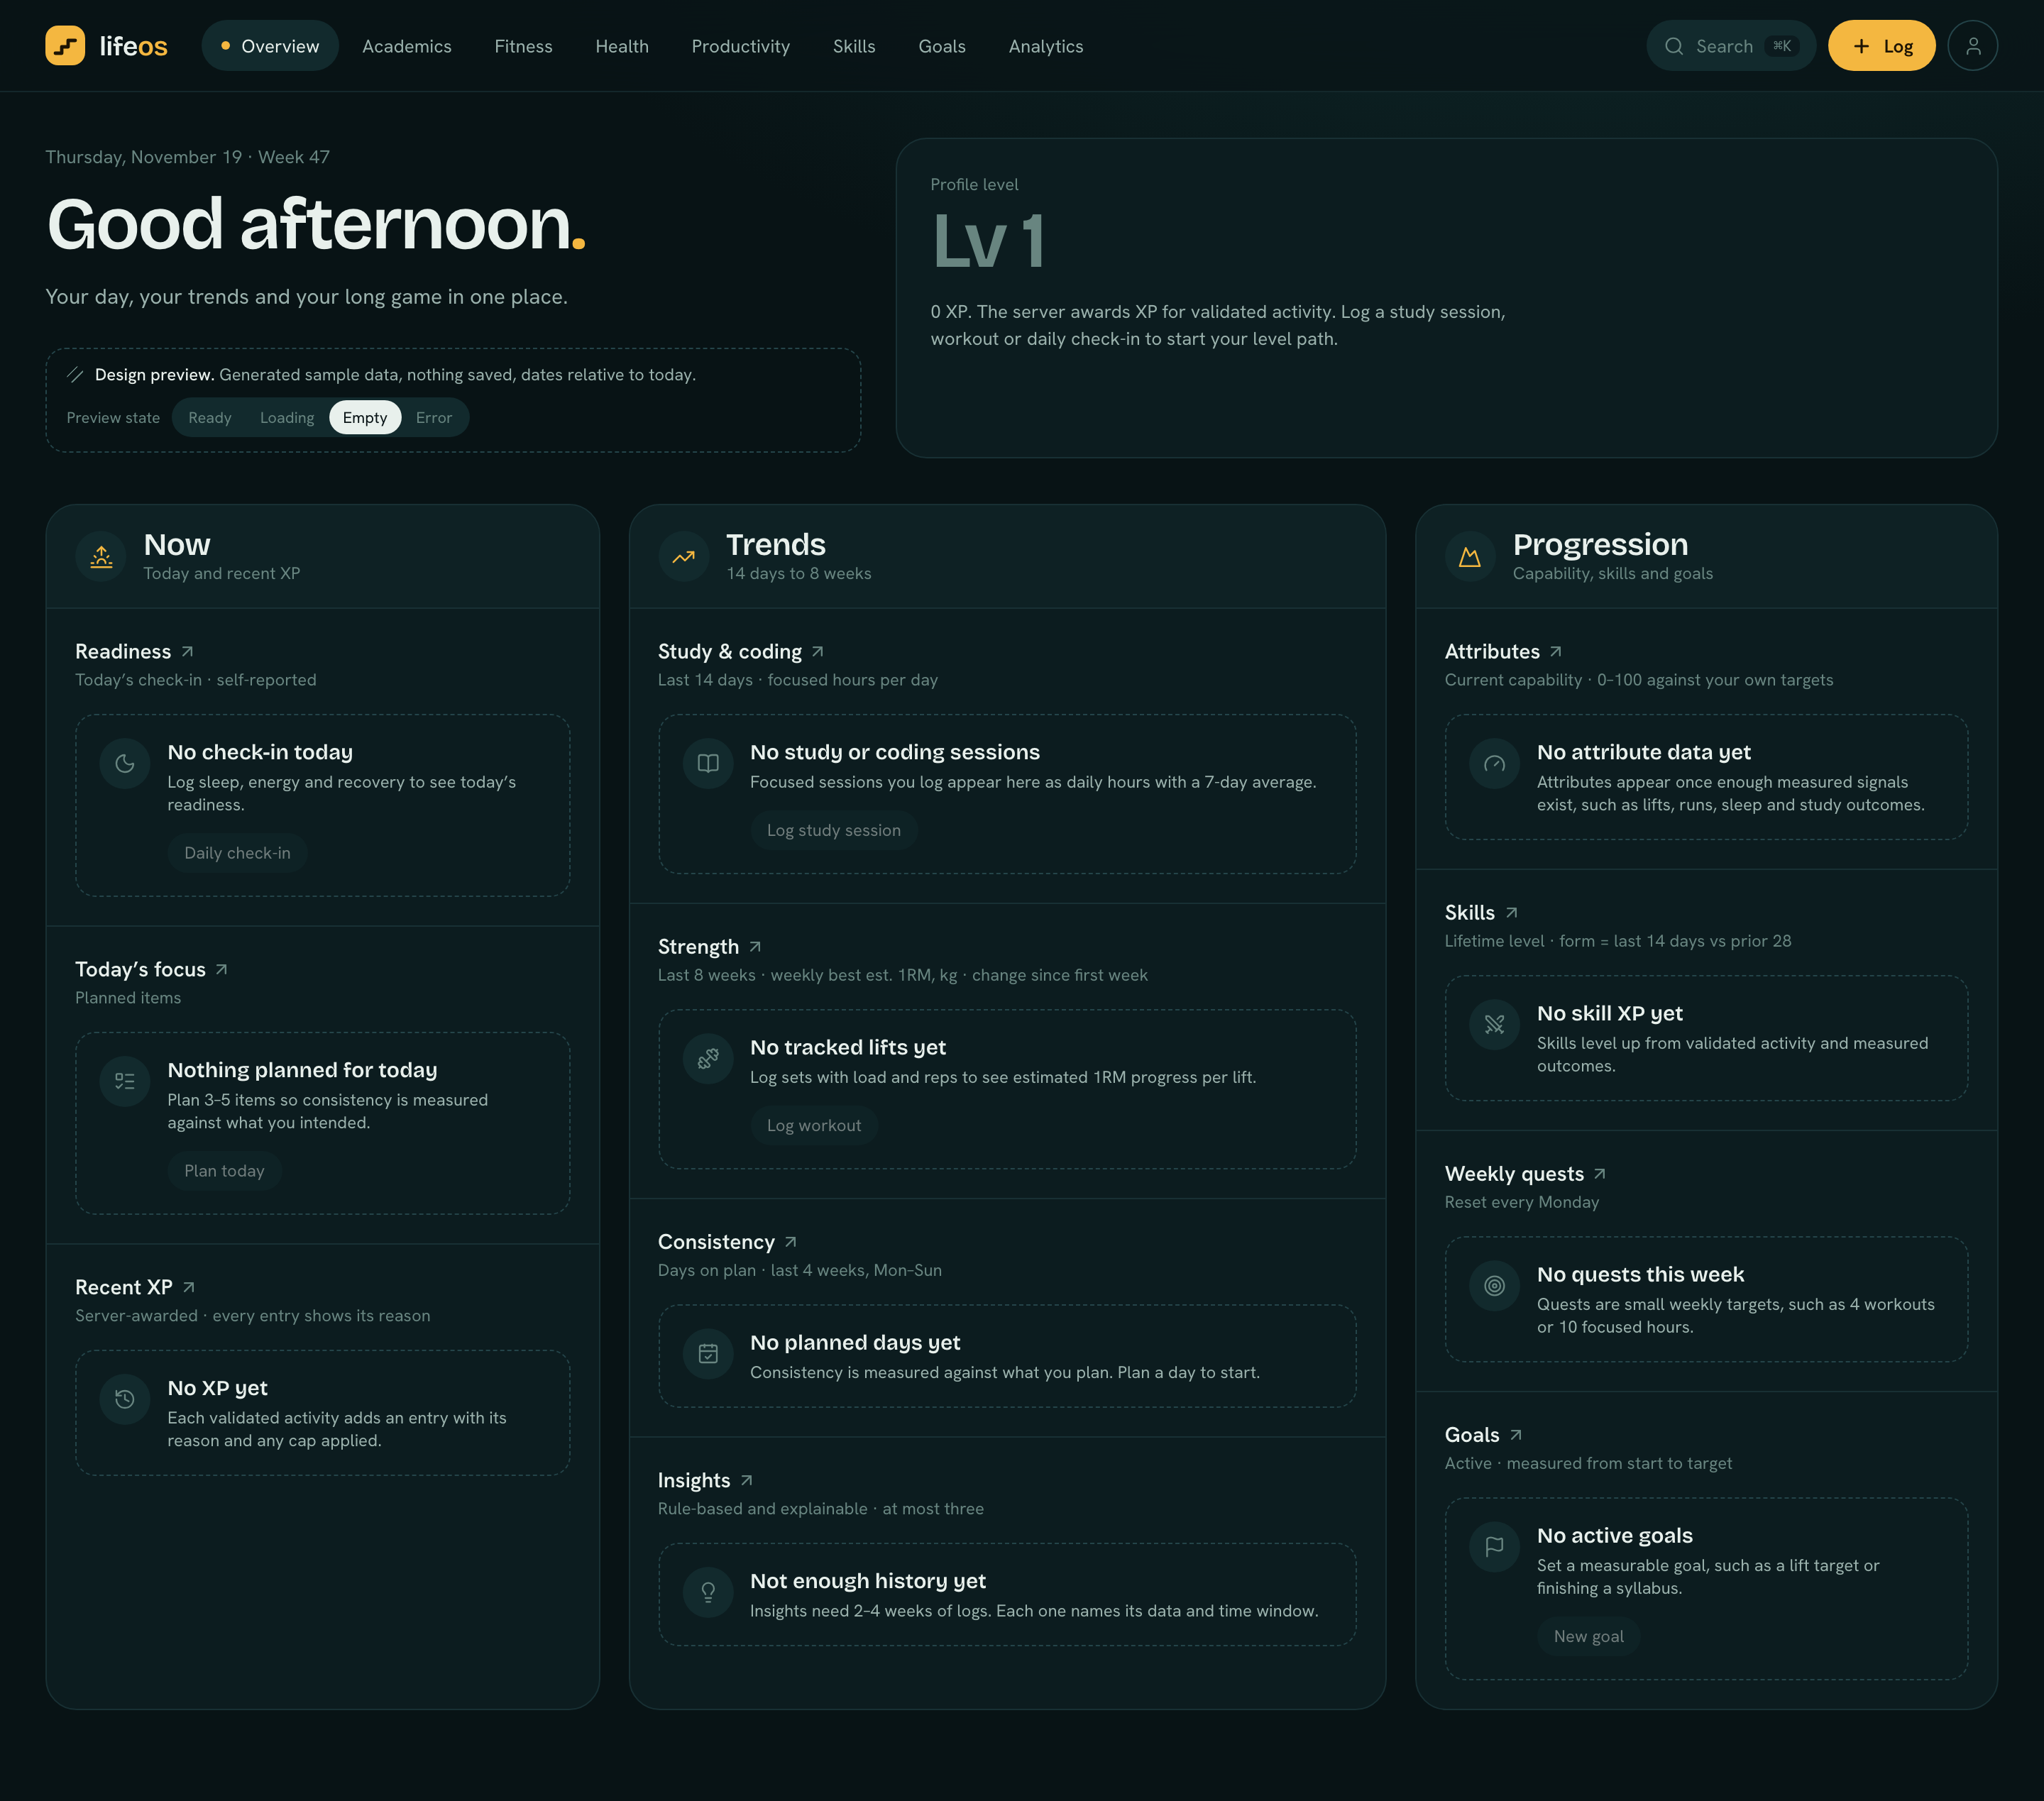 lifeos
Overview
Academics
Fitness
Health
Productivity
Skills
Goals
Analytics
Search ⌘K
Log
Thursday, November 19 · Week 47
Good afternoon.
Your day, your trends and your long game in one place.
Design preview. Generated sample data, nothing saved, dates relative to today.
Preview state Ready Loading Empty Error
Profile level
Lv 1
0 XP. The server awards XP for validated activity. Log a study session,
workout or daily check-in to start your level path.
Now
Today and recent XP
Readiness
Today’s check-in · self-reported
No check-in today
Log sleep, energy and recovery to see today’s
readiness.
Daily check-in
Today’s focus
Planned items
Nothing planned for today
Plan 3–5 items so consistency is measured
against what you intended.
Plan today
Recent XP
Server-awarded · every entry shows its reason
No XP yet
Each validated activity adds an entry with its
reason and any cap applied.
Trends
14 days to 8 weeks
Study & coding
Last 14 days · focused hours per day
No study or coding sessions
Focused sessions you log appear here as daily hours with a 7-day average.
Log study session
Strength
Last 8 weeks · weekly best est. 1RM, kg · change since first week
No tracked lifts yet
Log sets with load and reps to see estimated 1RM progress per lift.
Log workout
Consistency
Days on plan · last 4 weeks, Mon–Sun
No planned days yet
Consistency is measured against what you plan. Plan a day to start.
Insights
Rule-based and explainable · at most three
Not enough history yet
Insights need 2–4 weeks of logs. Each one names its data and time window.
Progression
Capability, skills and goals
Attributes
Current capability · 0–100 against your own targets
No attribute data yet
Attributes appear once enough measured signals
exist, such as lifts, runs, sleep and study outcomes.
Skills
Lifetime level · form = last 14 days vs prior 28
No skill XP yet
Skills level up from validated activity and measured
outcomes.
Weekly quests
Reset every Monday
No quests this week
Quests are small weekly targets, such as 4 workouts
or 10 focused hours.
Goals
Active · measured from start to target
No active goals
Set a measurable goal, such as a lift target or
finishing a syllabus.
New goal